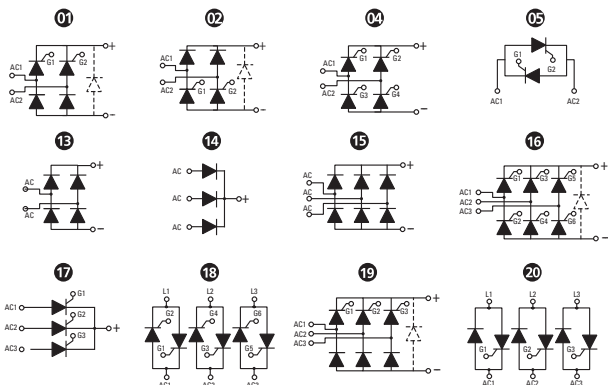 01
02
04
05
+
G1 G2
AC1
AC2
−
+
AC1
AC2 G1 G2
−
+
G1 G2
AC1
AC2 G3 G4
−
G1
G2
AC1 AC2
13
14
15
16
+
AC
AC
−
AC
AC +
AC
+
AC
AC
AC
−
+
G1 G3 G5
AC1
AC2
AC3
G2 G4 G6
−
17
18
19
20
G1
AC1
G2
AC2 +
G3
AC3
L1 L2 L3
G2 G4 G6
G1 G3 G5
AC1 AC2
+
G1 G2 G3
AC1
AC2
AC3
−
L1 L2 L3
G1 G2 G3
AC1 AC2 AC3